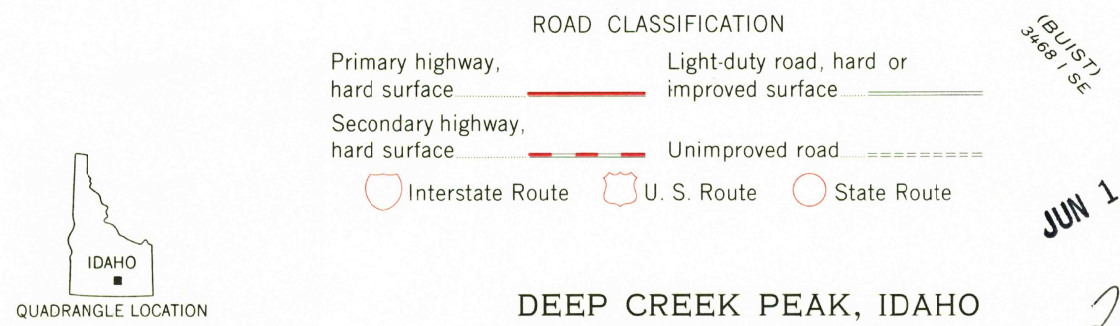 ROAD CLASSIFICATION
Primary highway,
hard surface
Light-duty road, hard or
improved surface
Secondary highway,
hard surface
Unimproved road
Interstate Route
U. S. Route
State Route
(BUIST)
3468 I SE
JUN 1
IDAHO
QUADRANGLE LOCATION
DEEP CREEK PEAK, IDAHO